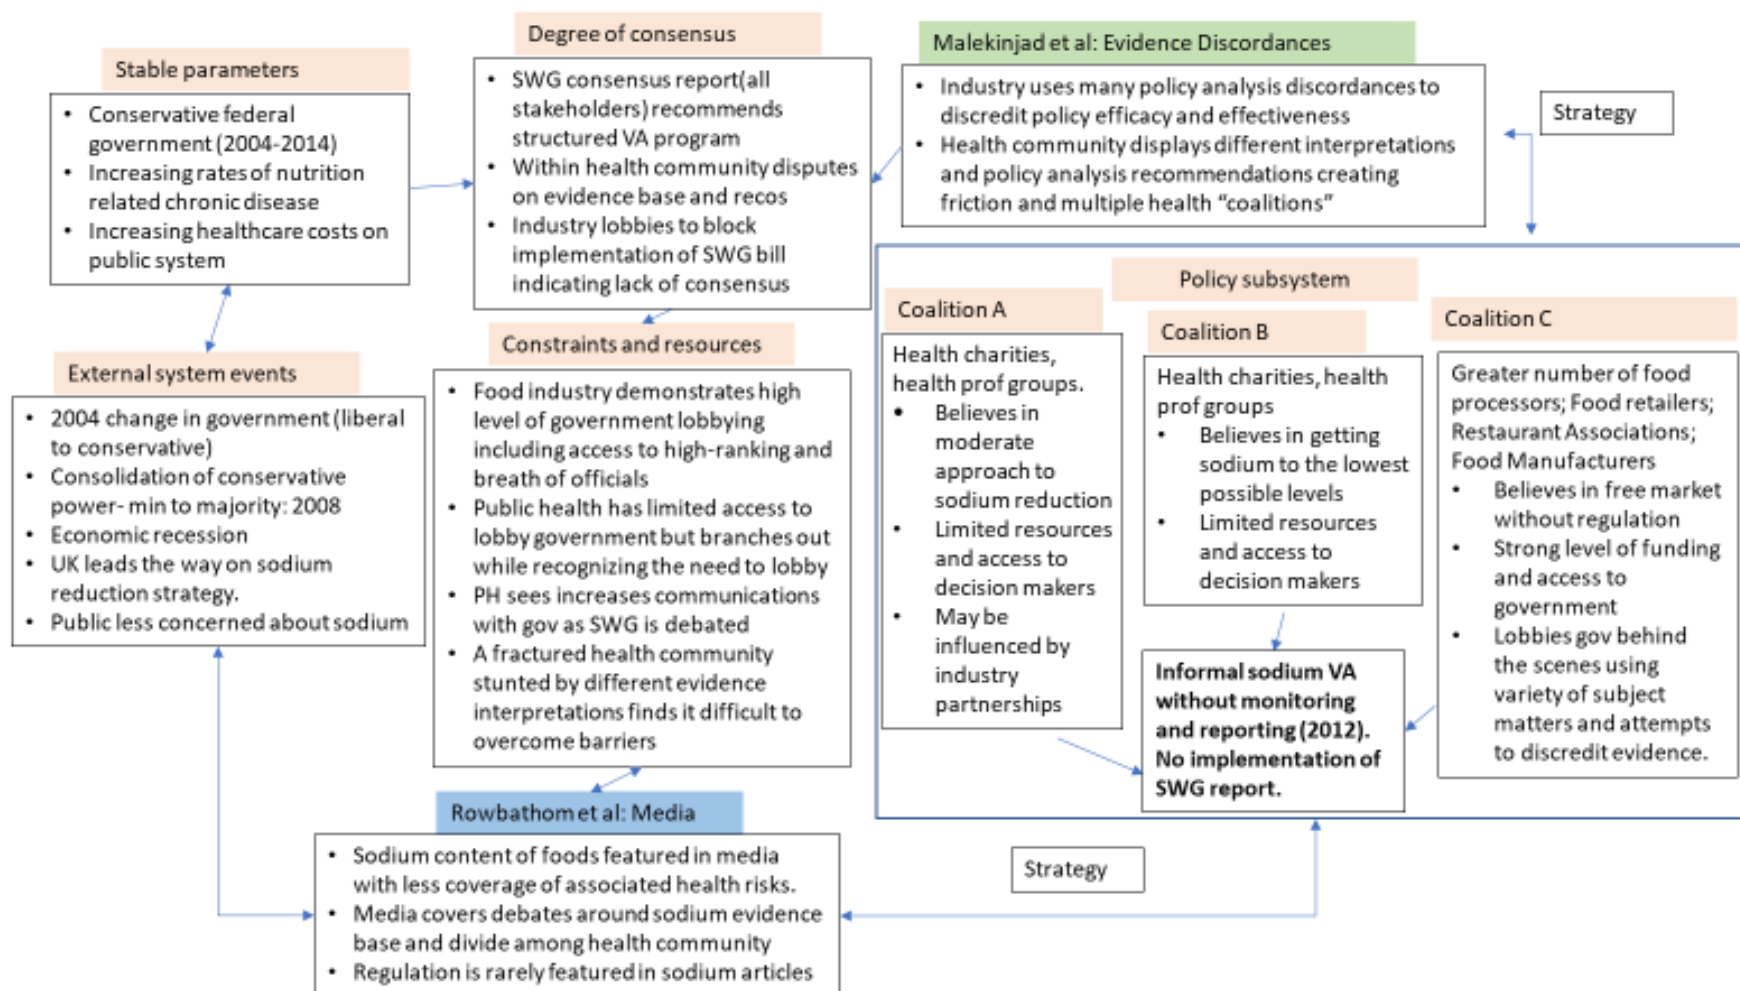 Stable parameters
• Conservative federal
government (2004-2014)
• Increasing rates of nutrition
related chronic disease
• Increasing healthcare costs on
public system
External system events
• 2004 change in government (liberal
to conservative)
• Consolidation of conservative
power- min to majority: 2008
• Economic recession
• UK leads the way on sodium
reduction strategy.
• Public less concerned about sodium
Degree of consensus
• SWG consensus report(all
stakeholders) recommends
structured VA program
• Within health community disputes
on evidence base and recos
• Industry lobbies to block
implementation of SWG bill
indicating lack of consensus
Constraints and resources
• Food industry demonstrates high
level of government lobbying
including access to high-ranking and
breath of officials
• Public health has limited access to
lobby government but branches out
while recognizing the need to lobby
• PH sees increases communications
with gov as SWG is debated
• A fractured health community
stunted by different evidence
interpretations finds it difficult to
overcome barriers
Rowbathom et al: Media
• Sodium content of foods featured in media
with less coverage of associated health risks.
• Media covers debates around sodium evidence
base and divide among health community
• Regulation is rarely featured in sodium articles
Malekinjad et al: Evidence Discordances
• Industry uses many policy analysis discordances to
discredit policy efficacy and effectiveness
• Health community displays different interpretations
and policy analysis recommendations creating
friction and multiple health “coalitions”
Strategy
Policy subsystem
Coalition A
Health charities,
health prof groups.
• Believes in
moderate
approach to
sodium reduction
• Limited resources
and access to
decision makers
• May be
influenced by
industry
partnerships
Coalition B
Health charities, health
prof groups
• Believes in getting
sodium to the lowest
possible levels
• Limited resources
and access to
decision makers
Informal sodium VA
without monitoring
and reporting (2012).
No implementation of
SWG report.
Coalition C
Greater number of food
processors; Food retailers;
Restaurant Associations;
Food Manufacturers
• Believes in free market
without regulation
• Strong level of funding
and access to
government
• Lobbies gov behind
the scenes using
variety of subject
matters and attempts
to discredit evidence.
Strategy